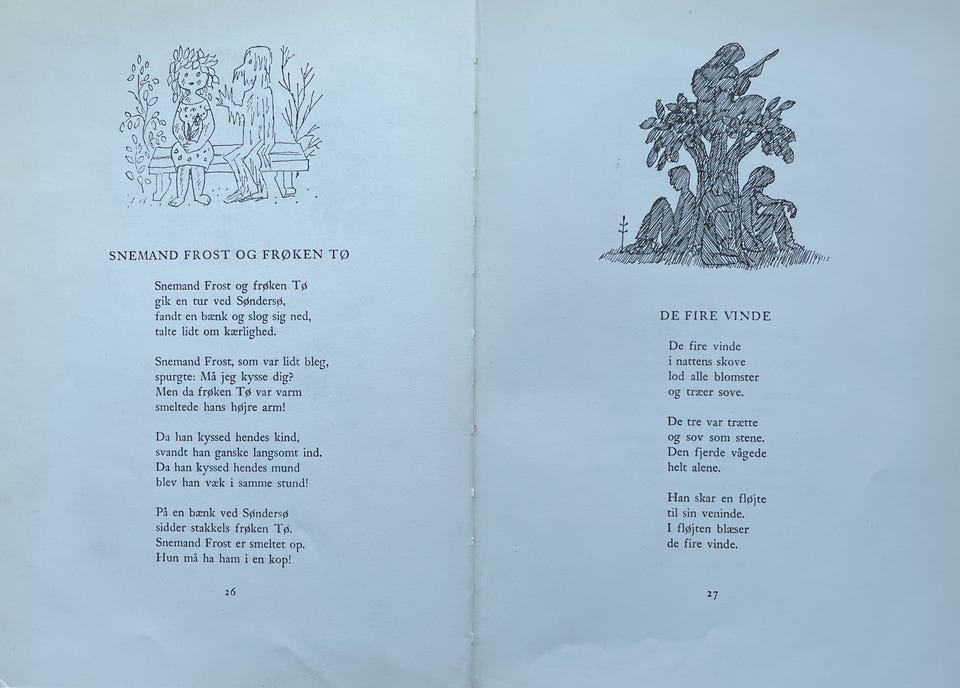 SNEMAND FROST OG FRØKEN TØ
Snemand Frost og frøken Tø
gik en tur ved Søndersø,
fandt en bænk og slog sig ned,
talte lidt om kærlighed.
Snemand Frost, som var lidt bleg,
spurgte: Må jeg kysse dig?
Men da frøken Tø var varm
smeltede hans højre arm!
Da han kyssed hendes kind,
svandt han ganske langsomt ind.
Da han kyssed hendes mund
blev han væk i samme stund!
På en bænk ved Søndersø
sidder stakkels frøken Tø.
Snemand Frost er smeltet op.
Hun må ha ham i en kop!
26
DE FIRE VINDE
De fire vinde
i nattens skove
lod alle blomster
og træer sove.
De tre var trætte
og sov som stene.
Den fjerde vågede
helt alene.
Han skar en fløjte
til sin veninde.
I fløjten blæser
de fire vinde.
27